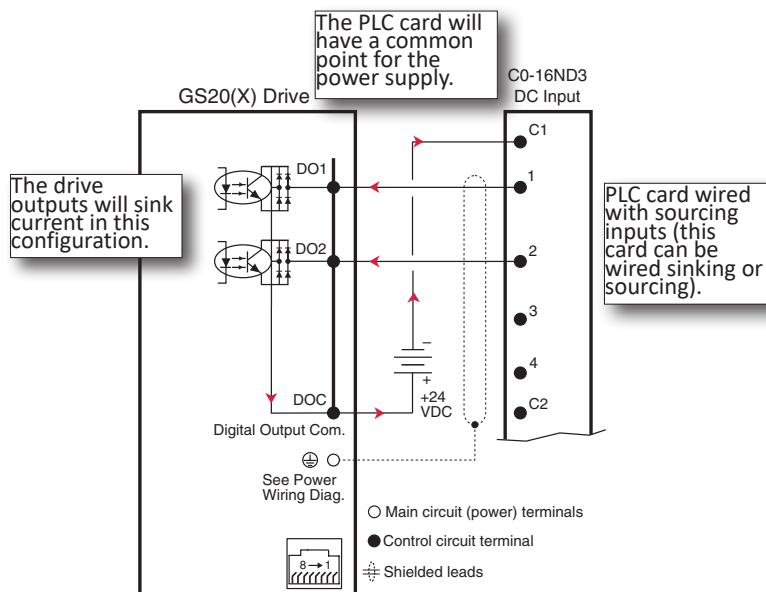 The PLC card will
have a common
point for the
power supply.
C0-16ND3
DC Input
GS20(X) Drive
C1
DO1
1
The drive
outputs will sink
current in this
configuration.
PLC card wired
with sourcing
inputs (this
card can be
wired sinking or
sourcing).
DO2
2
3
–
4
+
+24
VDC
DOC
C2
Digital Output Com.
See Power
Wiring Diag.
Main circuit (power) terminals
Control circuit terminal
8→1
Shielded leads